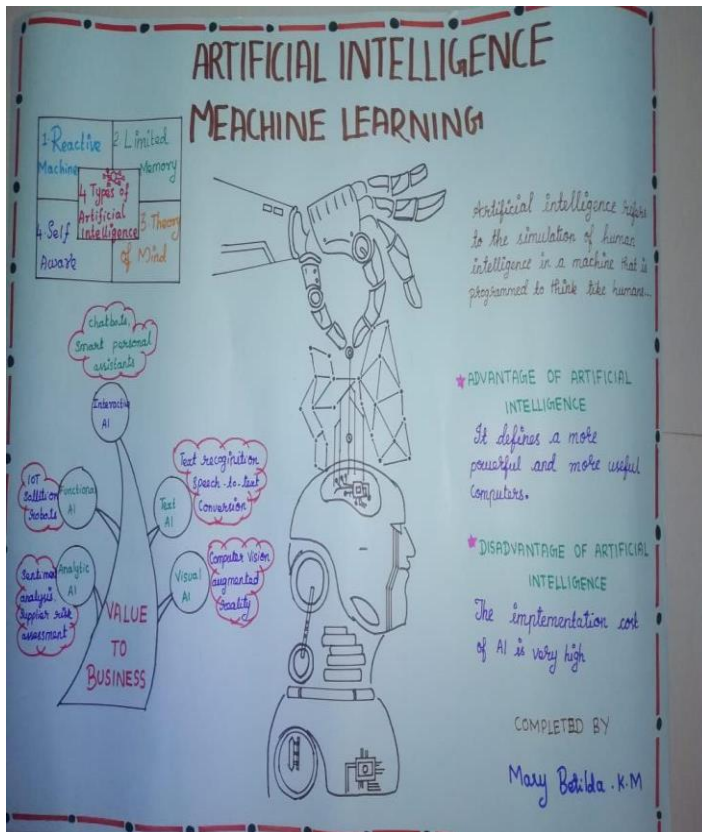 ARTIFICIAL INTELLIGENCE
MEACHINE LEARNING
1. Reactive
Machine
2. Limited
Memory
4 Types of
Artificial
Intelligence
4. Self
Aware
3. Theory
of Mind
Artificial intelligence refers
to the simulation of human
intelligence in a machine that is
programmed to think like humans...
Chatbots,
Smart personal
assistants
Interactive
AI
IOT
Sollution
Robots
Functional
AI
Text recoginition
Speech-to-text
Conversion
Text
AI
Sentiment
analysis,
Supplier risk
assessment
Analytic
AI
Computer Vision
augmented
reality
Visual
AI
VALUE
TO
BUSINESS
ADVANTAGE OF ARTIFICIAL
INTELLIGENCE
It defines a more
powerful and more useful
Computers.
DISADVANTAGE OF ARTIFICIAL
INTELLIGENCE
The implementation cost
of AI is very high
COMPLETED BY
Mary Betilda . K.M